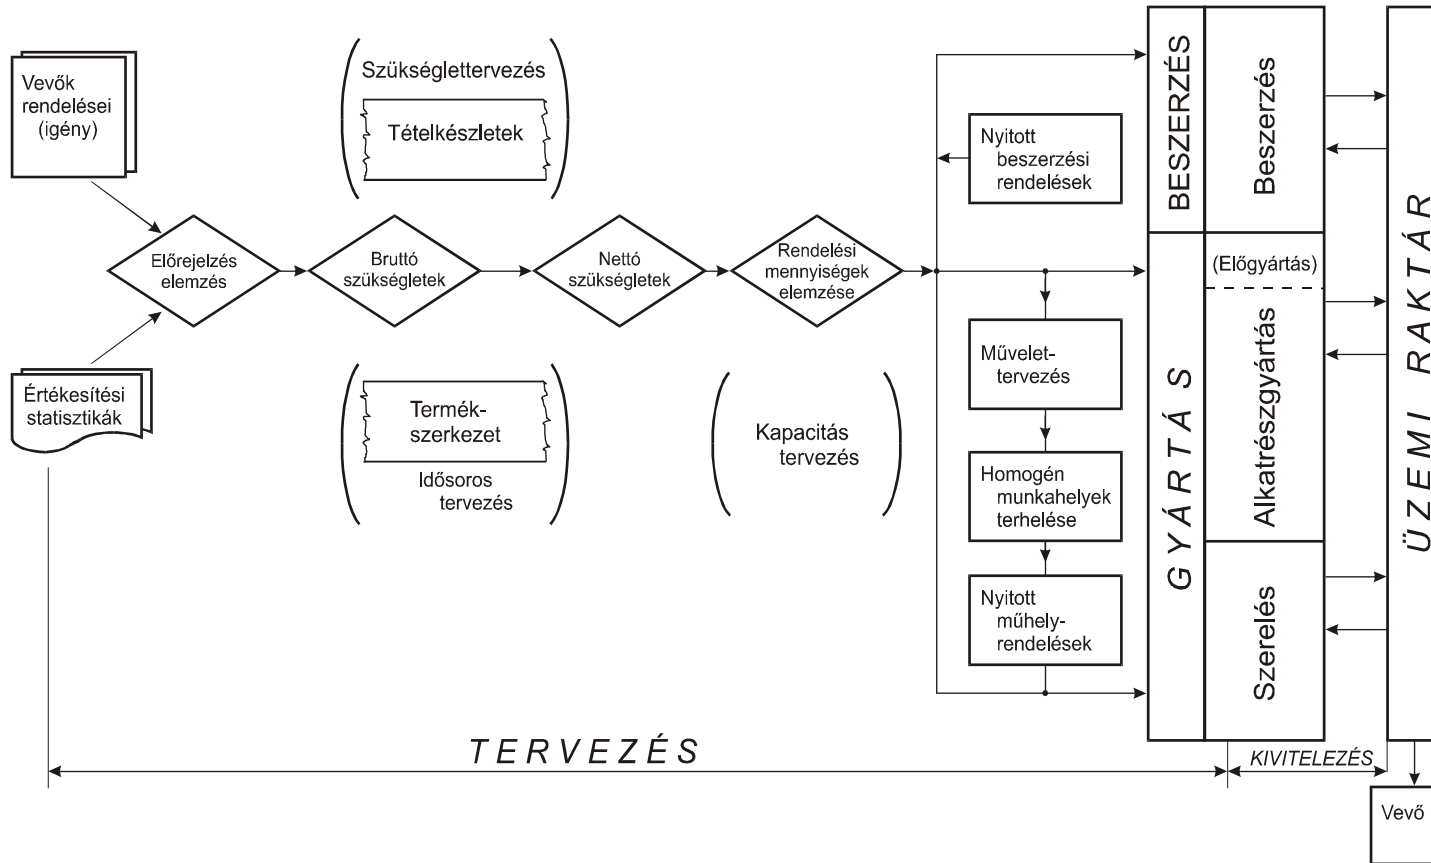 Vevők
rendelései
(igény)
Szükséglettervezés
Tételkészletek
Nyitott
beszerzési
rendelések
BESZERZÉS
Beszerzés
Előrejelzés
elemzés
Bruttó
szükségletek
Nettó
szükségletek
Rendelési
mennyiségek
elemzése
(Előgyártás)
Értékesítési
statisztikák
Termék-
szerkezet
Idősoros
tervezés
Kapacitás
tervezés
Művelet-
tervezés
Homogén
munkahelyek
terhelése
Nyitott
műhely-
rendelések
GYÁRTÁS
Alkatrészgyártás
Szerelés
ÜZEMI RAKTÁR
TERVEZÉS
KIVITELEZÉS
Vevő